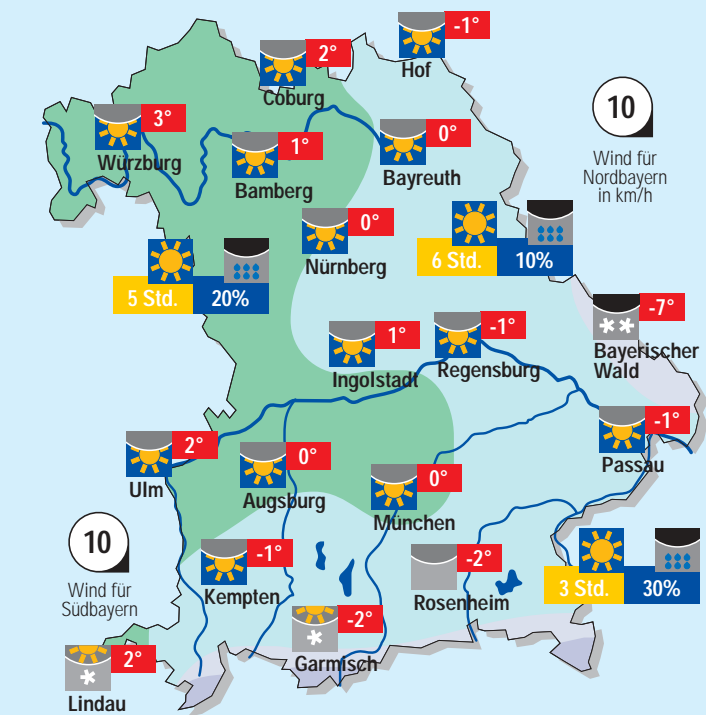 -1°
Hof
2°
Coburg
10
Wind für
Nordbayern
in km/h
3°
Würzburg
1°
Bamberg
0°
Bayreuth
0°
Nürnberg
6 Std. 10%
5 Std. 20%
-7°
Bayerischer
Wald
1°
Ingolstadt
-1°
Regensburg
-1°
Passau
2°
Ulm
0°
Augsburg
0°
München
10
Wind für
Südbayern
-1°
Kempten
-2°
Rosenheim
3 Std. 30%
-2°
Garmisch
2°
Lindau